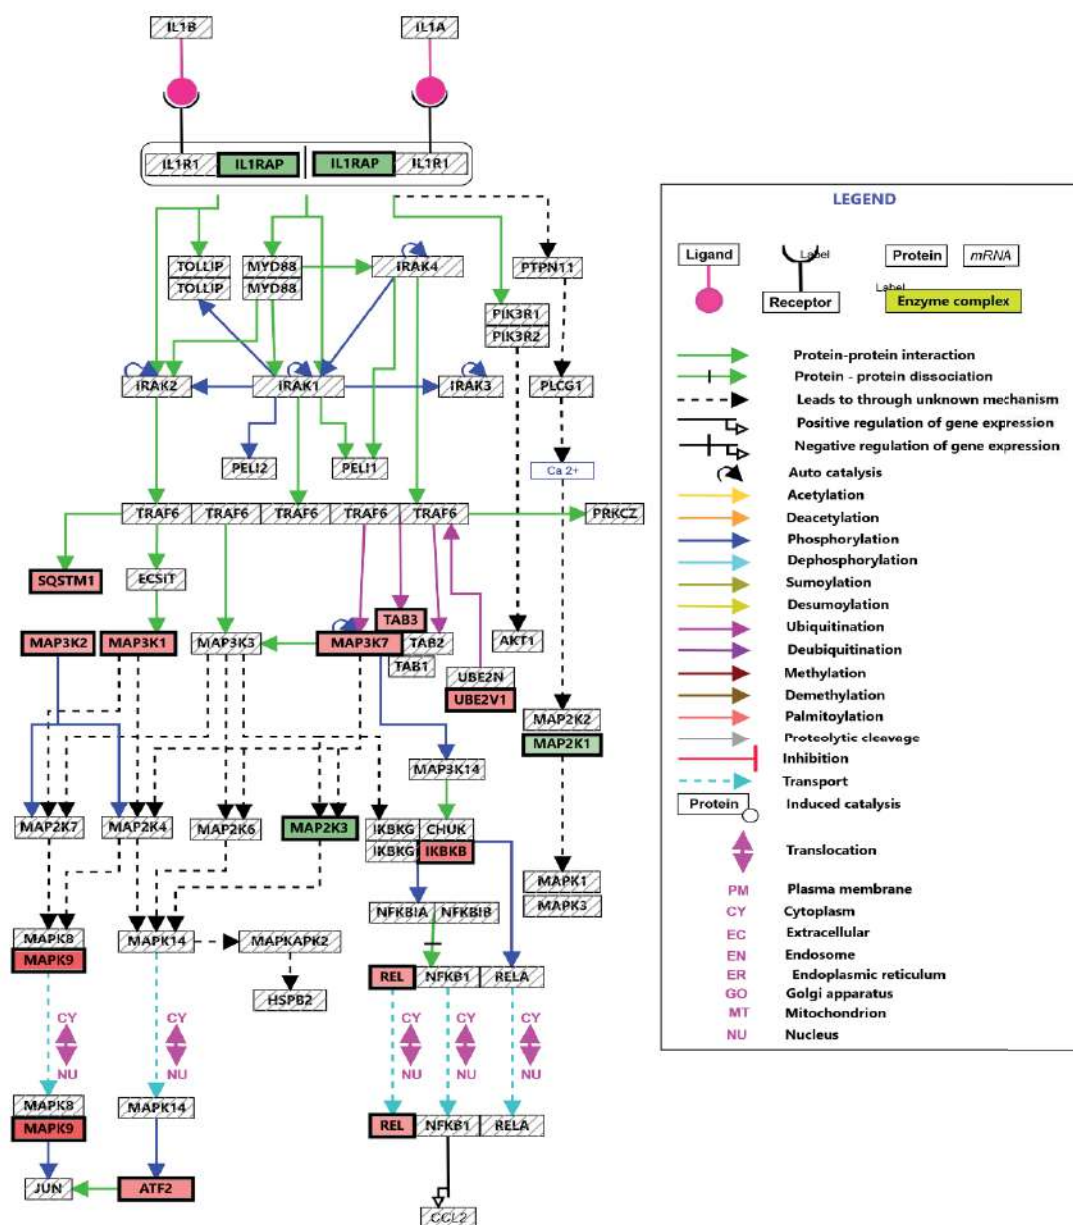 IL1B
IL1A
IL1R1
IL1RAP
IL1RAP
IL1R1
TOLLIP
MYD88
IRAK4
PTPN11
TOLLIP
MYD88
PIK3R1
PIK3R2
IRAK2
IRAK1
IRAK3
PLCG1
PELI2
PELI1
Ca 2+
TRAF6
TRAF6
TRAF6
TRAF6
TRAF6
PRKCZ
SQSTM1
ECSIT
TAB3
MAP3K2
MAP3K1
MAP3K3
MAP3K7
TAB2
AKT1
TAB1
UBE2N
UBE2V1
MAP2K2
MAP2K1
MAP3K14
MAP2K7
MAP2K4
MAP2K6
MAP2K3
IKBKG
CHUK
IKBKG
IKBKB
MAPK1
MAPK3
NFKBIA
NFKBIB
MAPK8
MAPK14
MAPKAPK2
MAPK9
REL
NFKB1
RELA
HSPB2
CY
CY
CY
CY
CY
NU
NU
NU
NU
NU
MAPK8
MAPK14
MAPK9
REL
NFKB1
RELA
JUN
ATF2
CCL2
LEGEND
Ligand
Label
Receptor
Protein
mRNA
Label
Enzyme complex
Protein-protein interaction
Protein - protein dissociation
Leads to through unknown mechanism
Positive regulation of gene expression
Negative regulation of gene expression
Auto catalysis
Acetylation
Deacetylation
Phosphorylation
Dephosphorylation
Sumoylation
Desumoylation
Ubiquitination
Deubiquitination
Methylation
Demethylation
Palmitoylation
Proteolytic cleavage
Inhibition
Transport
Protein
Induced catalysis
Translocation
PM Plasma membrane
CY Cytoplasm
EC Extracellular
EN Endosome
ER Endoplasmic reticulum
GO Golgi apparatus
MT Mitochondrion
NU Nucleus